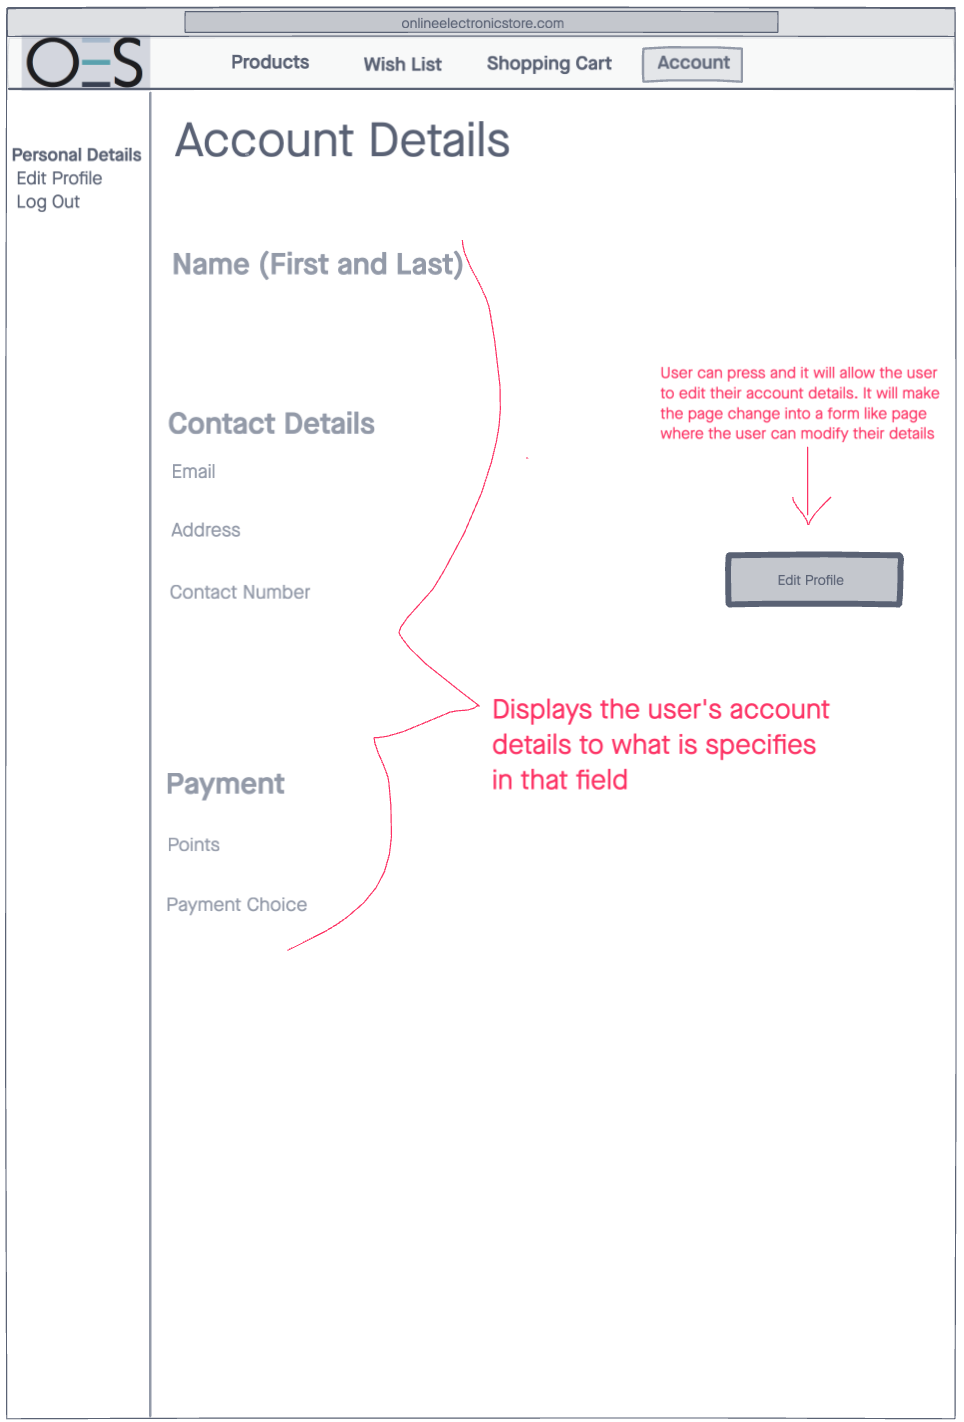 onlineelectronicstore.com
OES
Products
Wish List
Shopping Cart
Account
Personal Details
Edit Profile
Log Out
Account Details
Name (First and Last)
User can press and it will allow the user
to edit their account details. It will make
the page change into a form like page
where the user can modify their details
Contact Details
Email
Address
Contact Number
Edit Profile
Displays the user's account
details to what is specifies
in that field
Payment
Points
Payment Choice